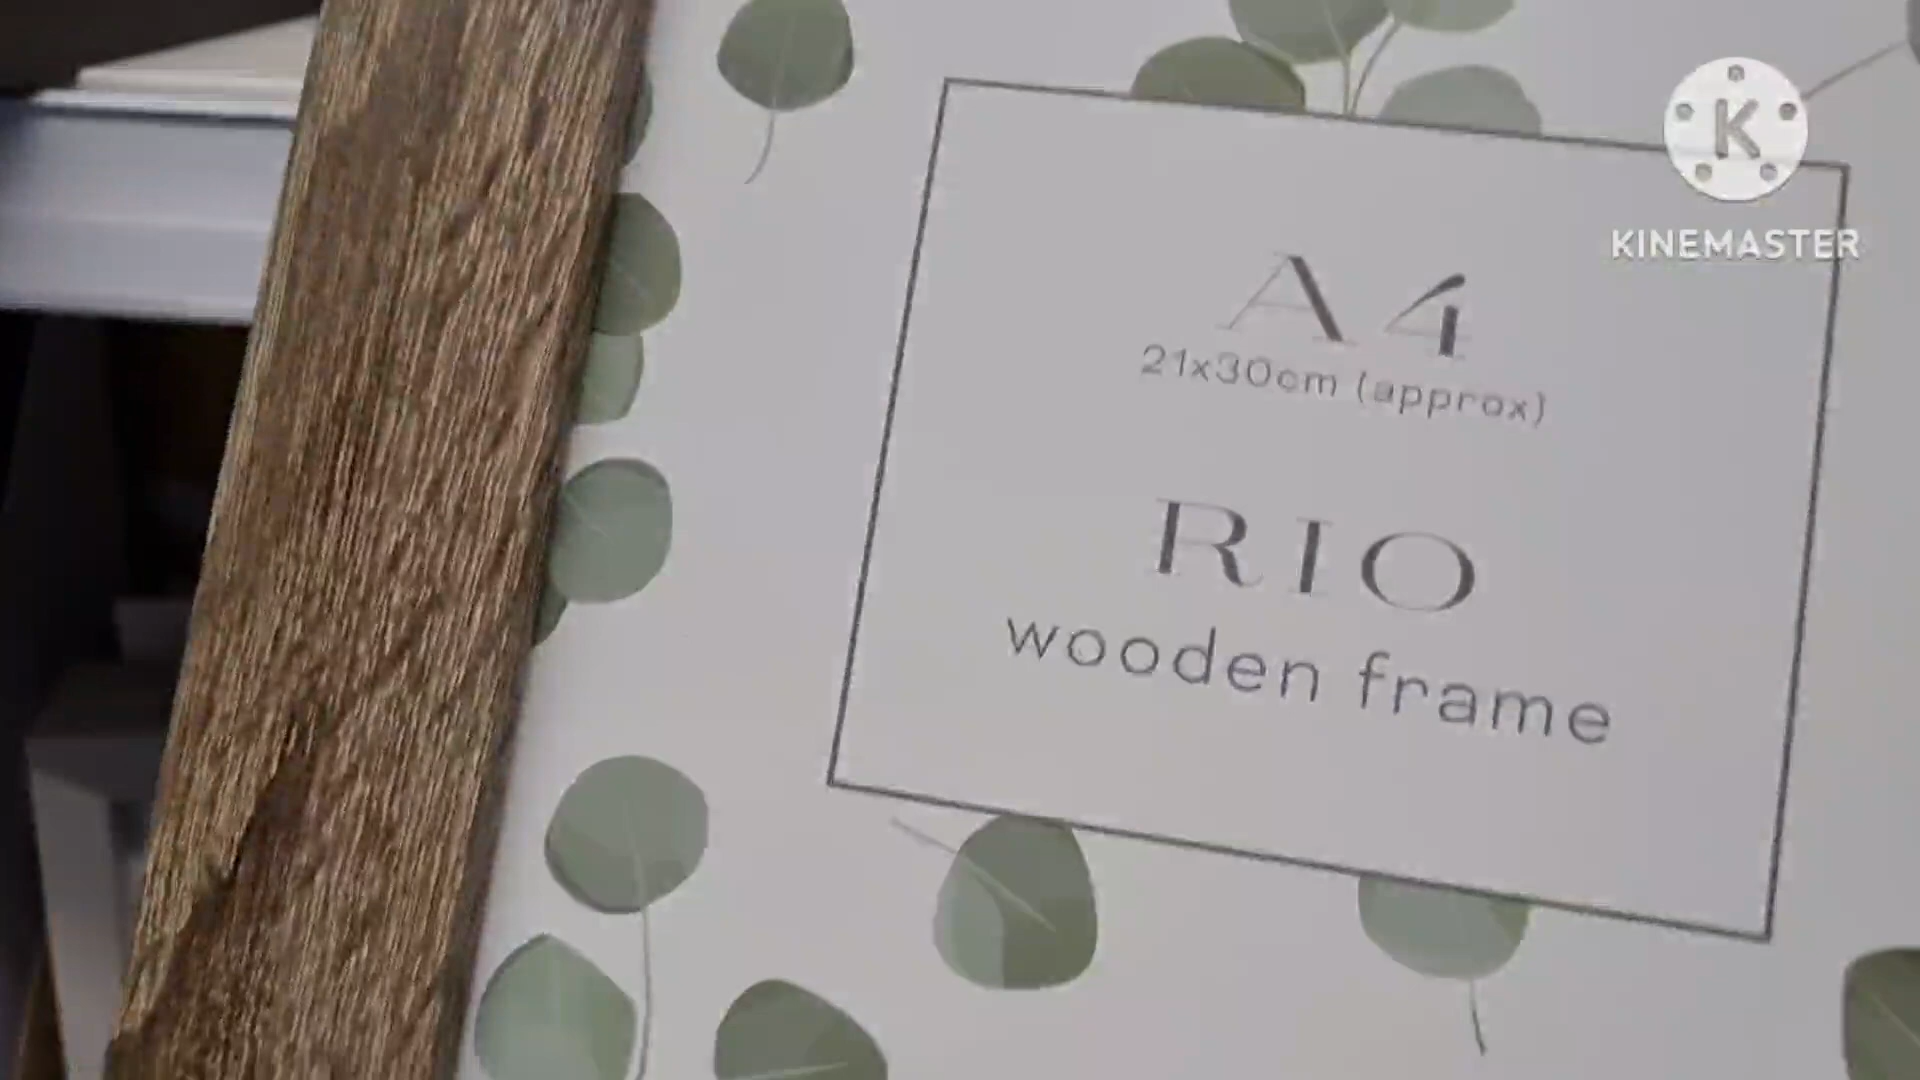 A4
21x30cm (approx)
RIO
wooden frame
K
KINEMASTER